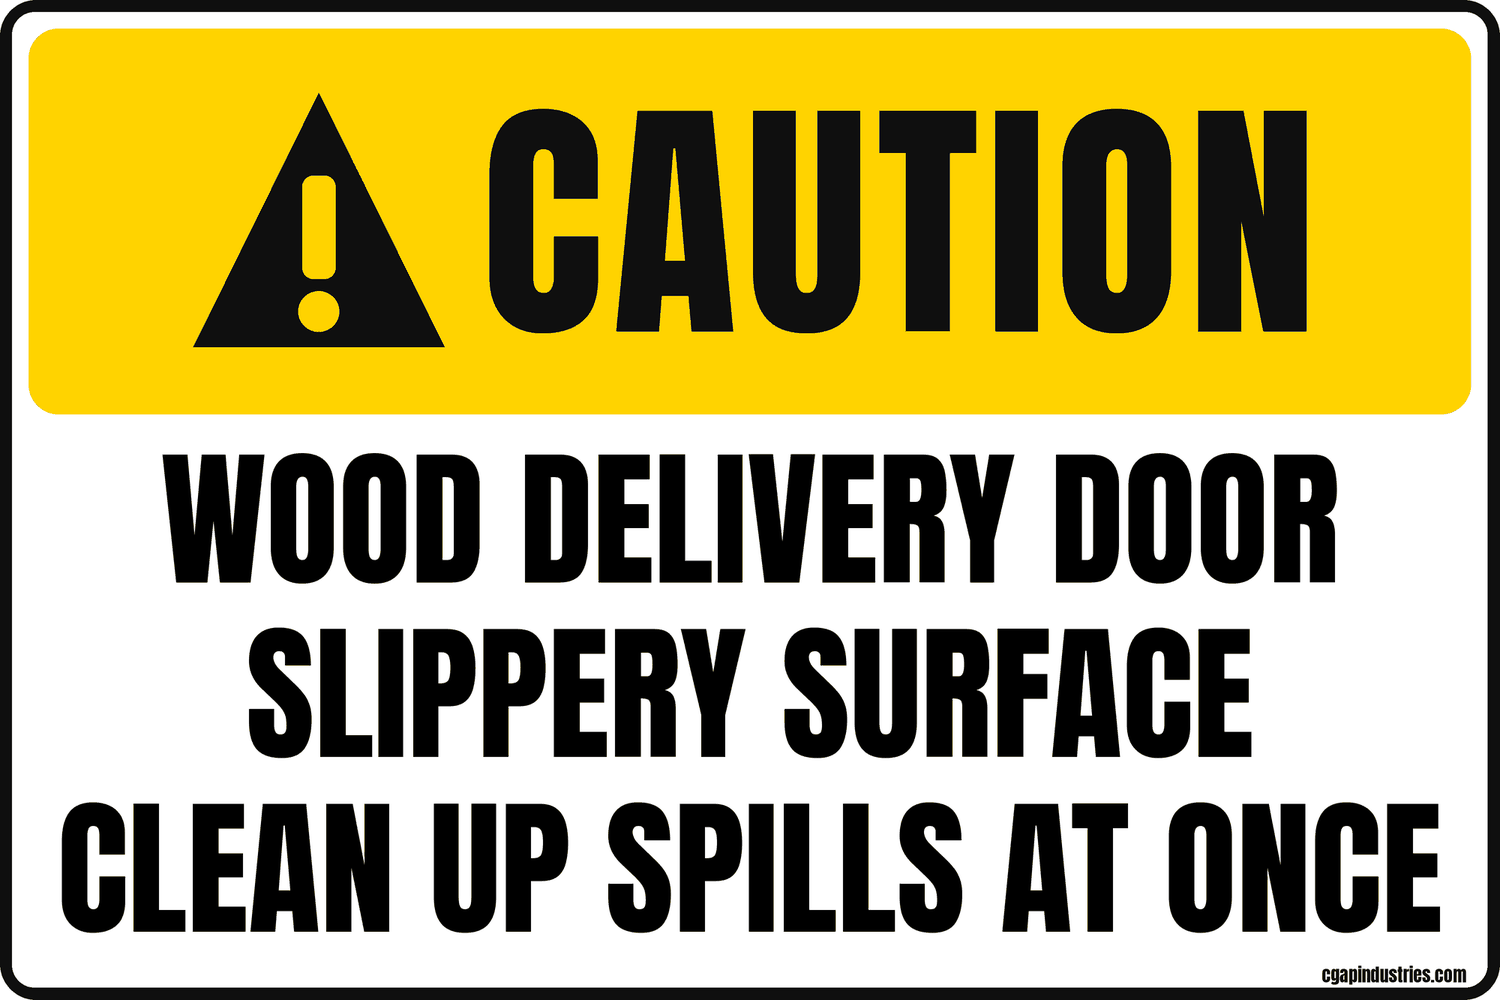 CAUTION
WOOD DELIVERY DOOR
SLIPPERY SURFACE
CLEAN UP SPILLS AT ONCE
cgapindustries.com